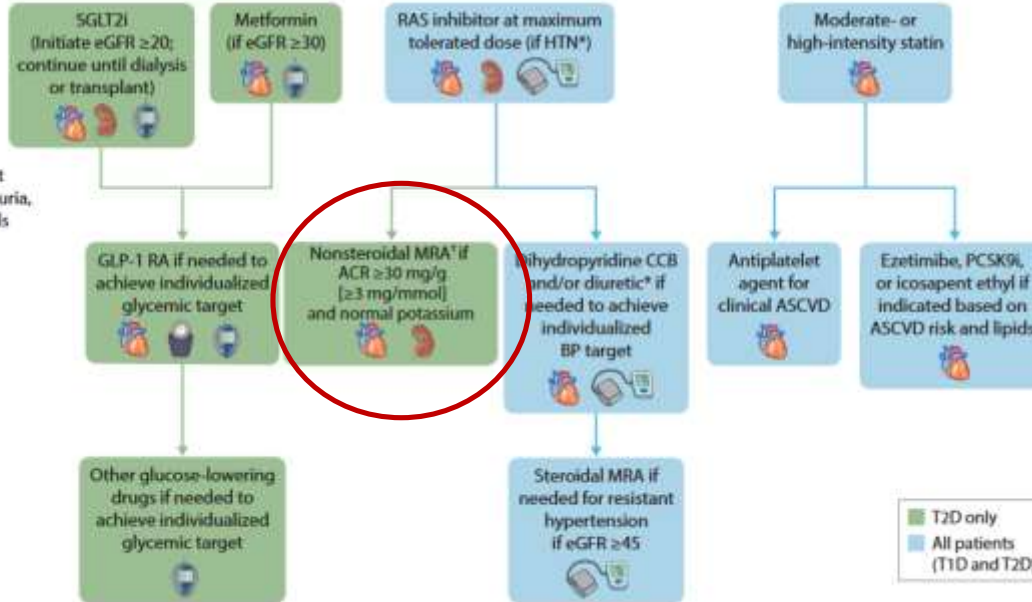 SGLT2i
(Initiate eGFR ≥20;
continue until dialysis
or transplant)
Metformin
(if eGFR ≥30)
RAS inhibitor at maximum
tolerated dose (if HTN*)
Moderate- or
high-intensity statin
t
uria,
ls
GLP-1 RA if needed to
achieve individualized
glycemic target
Nonsteroidal MRA† if
ACR ≥30 mg/g
[≥3 mg/mmol]
and normal potassium
Dihydropyridine CCB
and/or diuretic* if
needed to achieve
individualized
BP target
Antiplatelet
agent for
clinical ASCVD
Ezetimibe, PCSK9i,
or icosapent ethyl if
indicated based on
ASCVD risk and lipids
Other glucose-lowering
drugs if needed to
achieve individualized
glycemic target
Steroidal MRA if
needed for resistant
hypertension
if eGFR ≥45
T2D only
All patients
(T1D and T2D